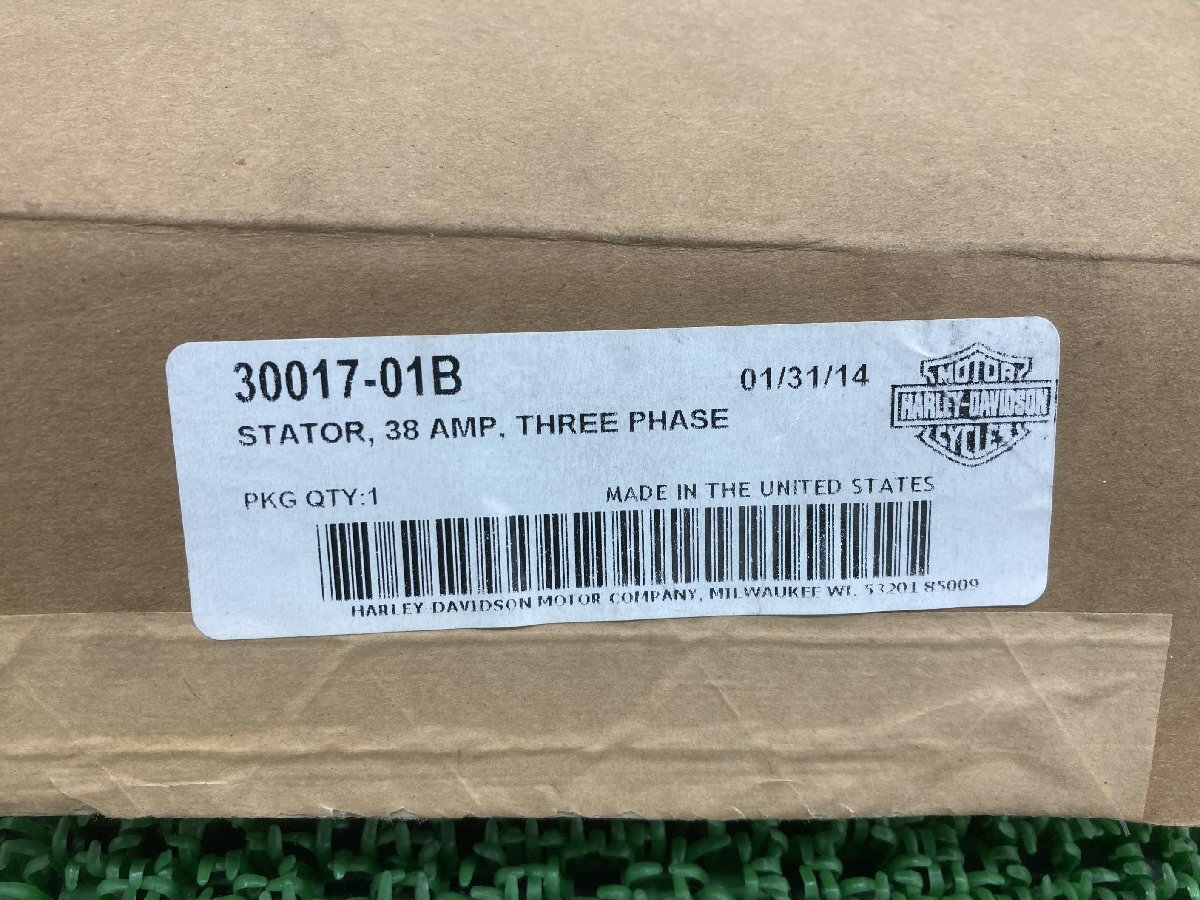 30017-01B
01/31/14
STATOR, 38 AMP, THREE PHASE
MOTOR
HARLEY-DAVIDSON
CYCLES
PKG QTY:1
MADE IN THE UNITED STATES
HARLEY-DAVIDSON MOTOR COMPANY, MILWAUKEE WI. 53201 85009